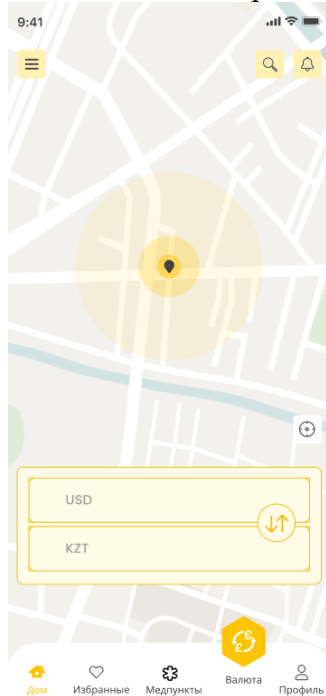 9:41
USD
KZT
Дом
Избранные
Медпункты
Валюта
Профиль